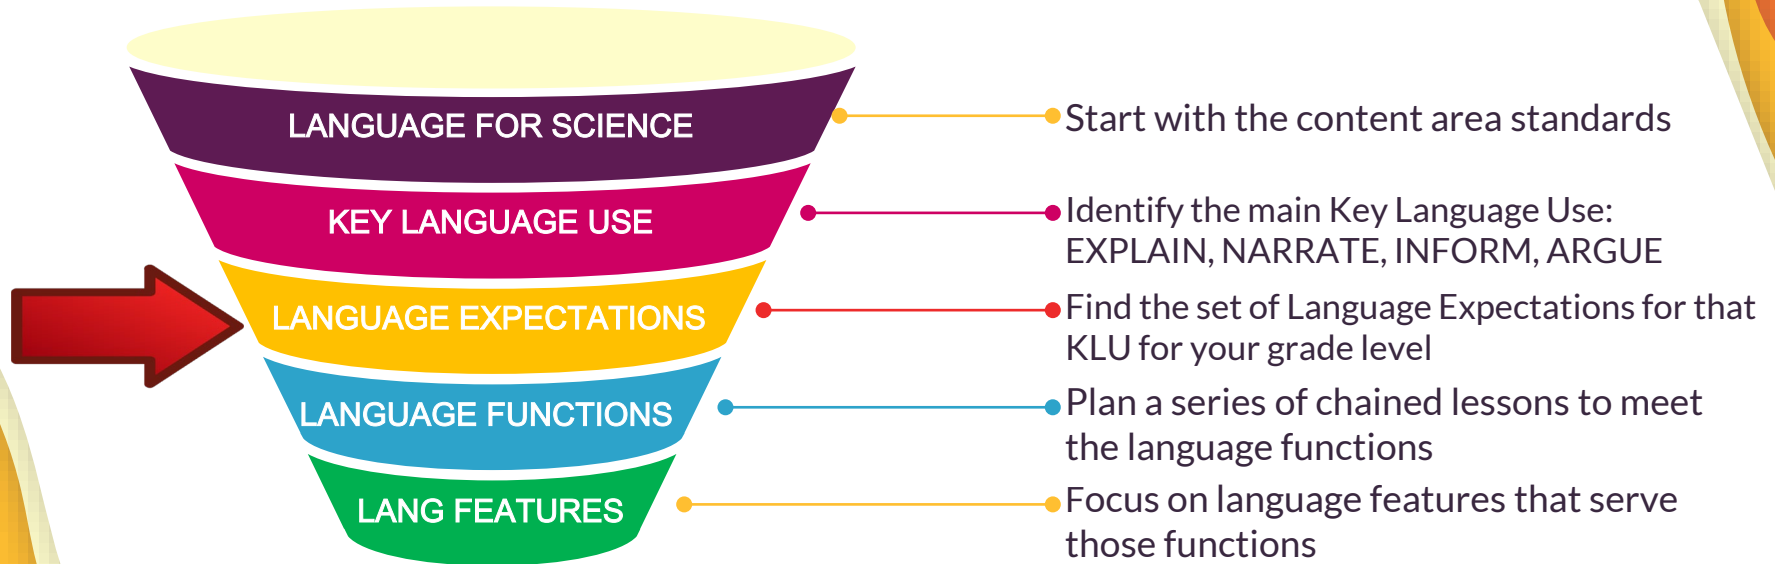 LANGUAGE FOR SCIENCE
Start with the content area standards
KEY LANGUAGE USE
Identify the main Key Language Use:
EXPLAIN, NARRATE, INFORM, ARGUE
LANGUAGE EXPECTATIONS
Find the set of Language Expectations for that
KLU for your grade level
LANGUAGE FUNCTIONS
Plan a series of chained lessons to meet
the language functions
LANG FEATURES
Focus on language features that serve
those functions